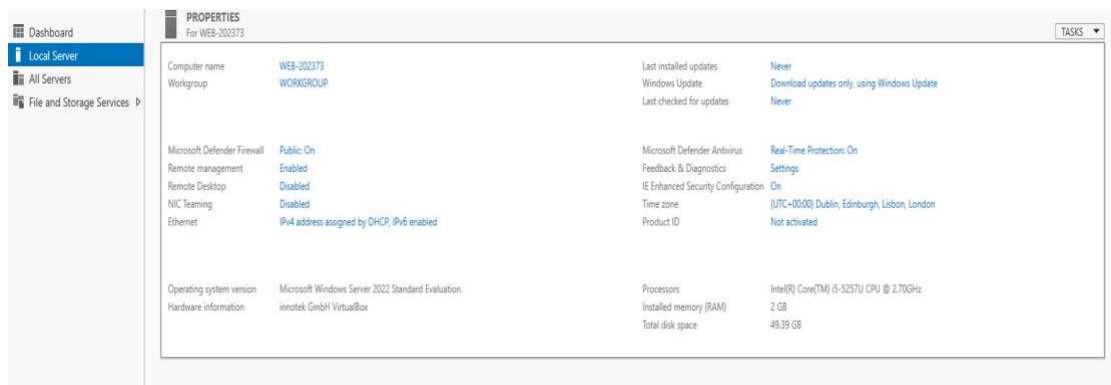 PROPERTIES
For WEB-202373
TASKS
Dashboard
Local Server
All Servers
File and Storage Services
Computer name WEB-202373
Workgroup WORKGROUP
Last installed updates Never
Windows Update Download updates only, using Windows Update
Last checked for updates Never
Microsoft Defender Firewall Public: On
Remote management Enabled
Remote Desktop Disabled
NIC Teaming Disabled
Ethernet IPv4 address assigned by DHCP, IPv6 enabled
Microsoft Defender Antivirus Real-Time Protection: On
Feedback & Diagnostics Settings
IE Enhanced Security Configuration On
Time zone (UTC+00:00) Dublin, Edinburgh, Lisbon, London
Product ID Not activated
Operating system version Microsoft Windows Server 2022 Standard Evaluation
Hardware information innotek GmbH VirtualBox
Processors Intel(R) Core(TM) i5-5257U CPU @ 2.70GHz
Installed memory (RAM) 2 GB
Total disk space 49.39 GB